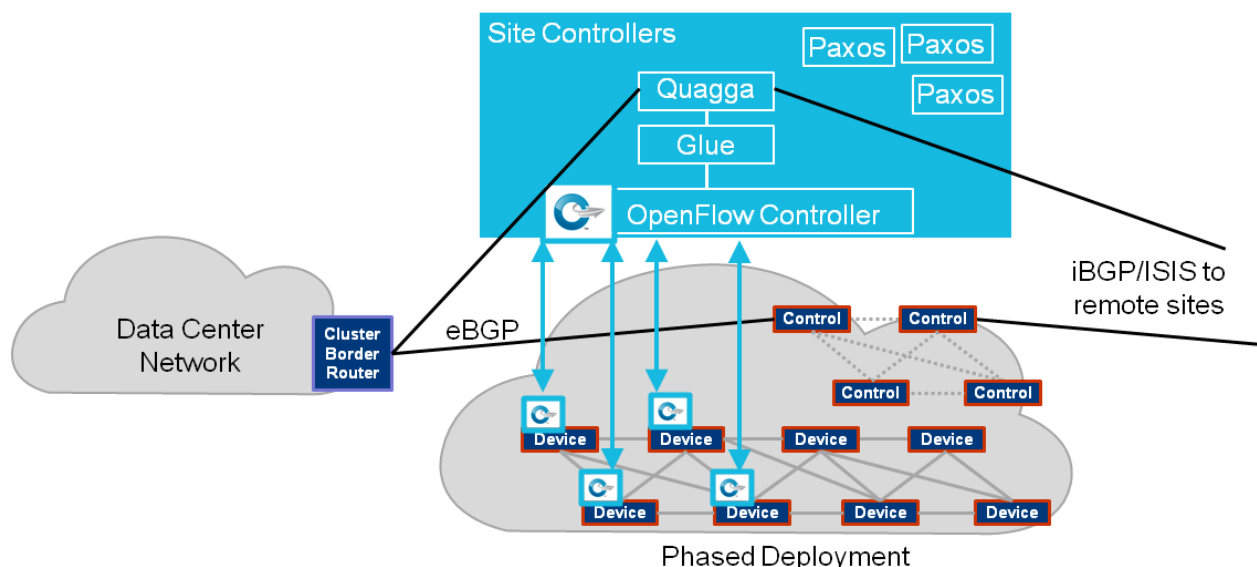 Site Controllers
Paxos
Paxos
Paxos
Quagga
Glue
OpenFlow Controller
Data Center
Network
Cluster
Border
Router
eBGP
iBGP/ISIS to
remote sites
Control
Control
Control
Control
Device
Device
Device
Device
Device
Device
Device
Device
Phased Deployment